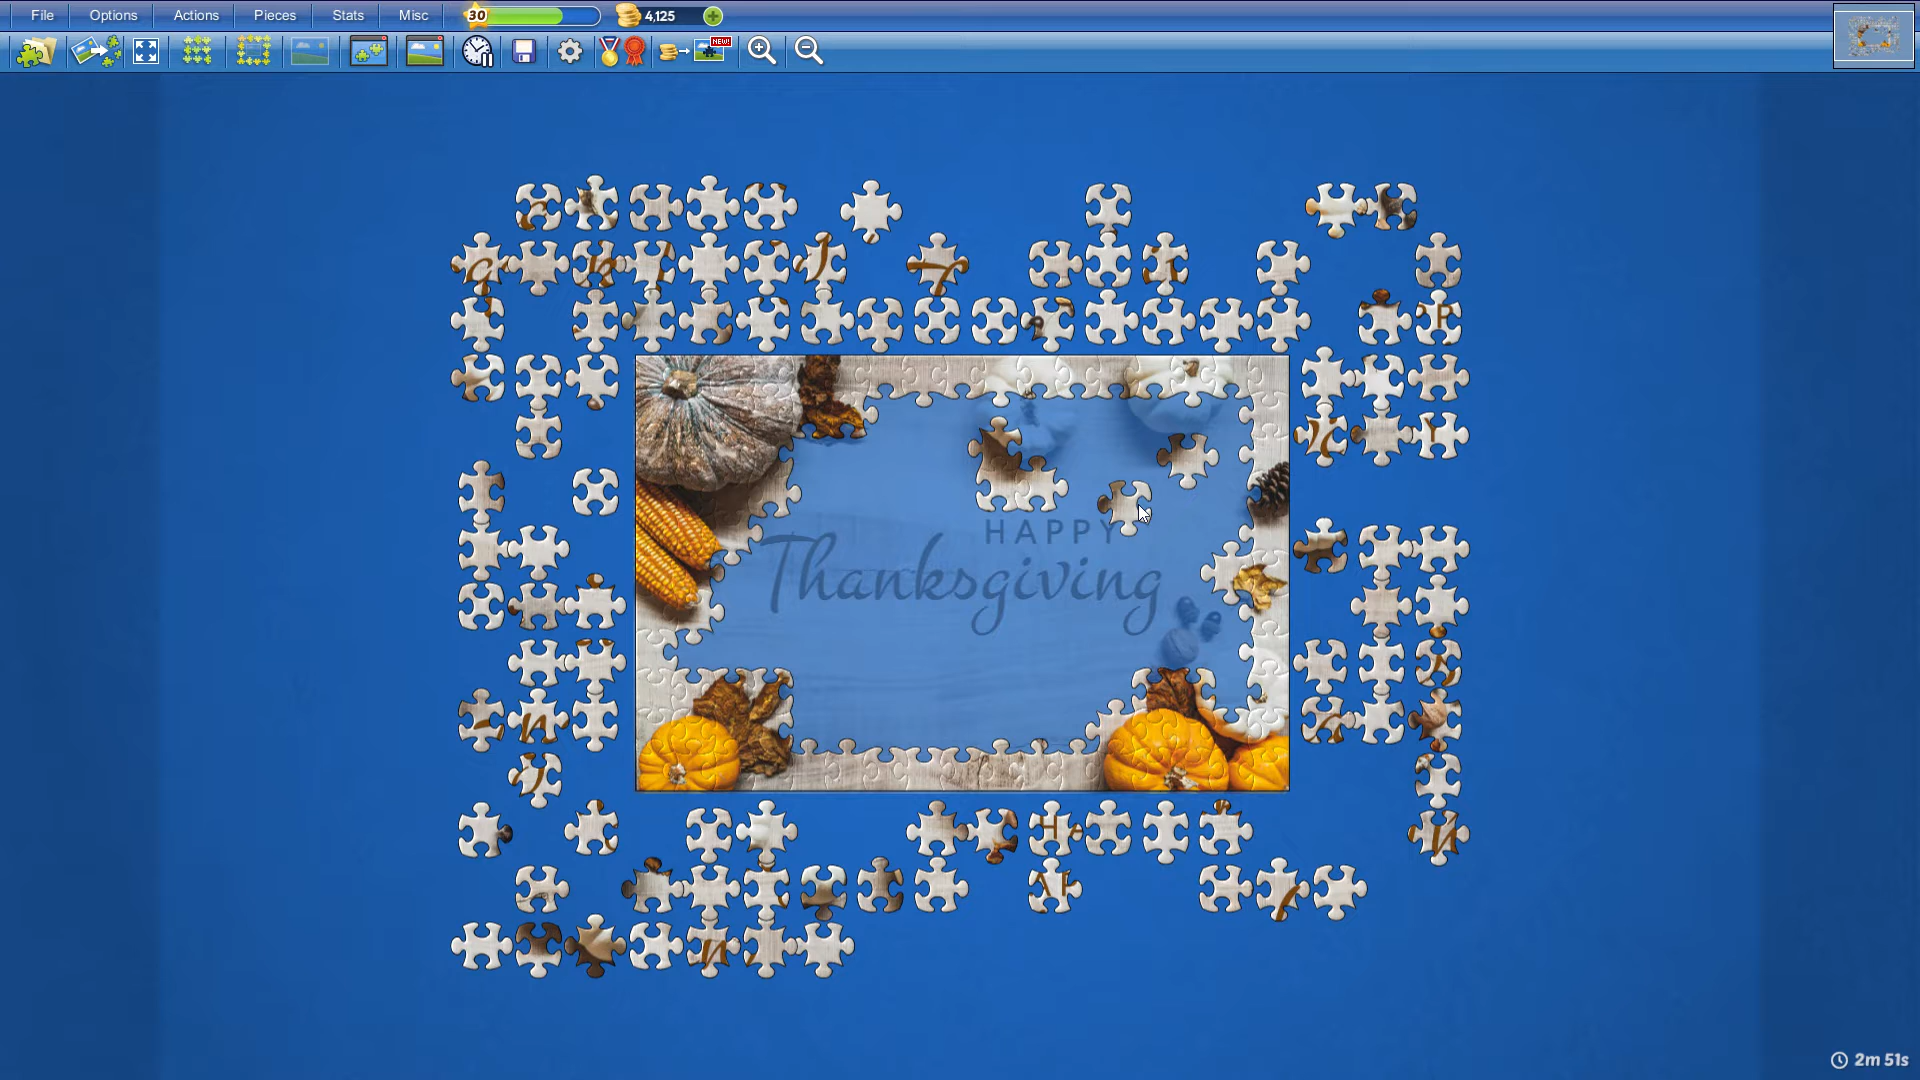 File Options Actions Pieces Stats Misc 30 4,125
NEW!
HAPPY
Thanksgiving
2m 51s